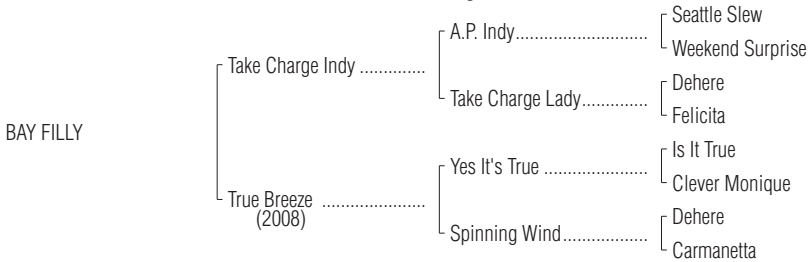 Seattle Slew
A.P. Indy..............................
Weekend Surprise
Take Charge Indy ...............
Dehere
Take Charge Lady...............
Felicita
BAY FILLY
Is It True
Yes It's True ........................
Clever Monique
True Breeze .......................
(2008)
Dehere
Spinning Wind...................
Carmanetta